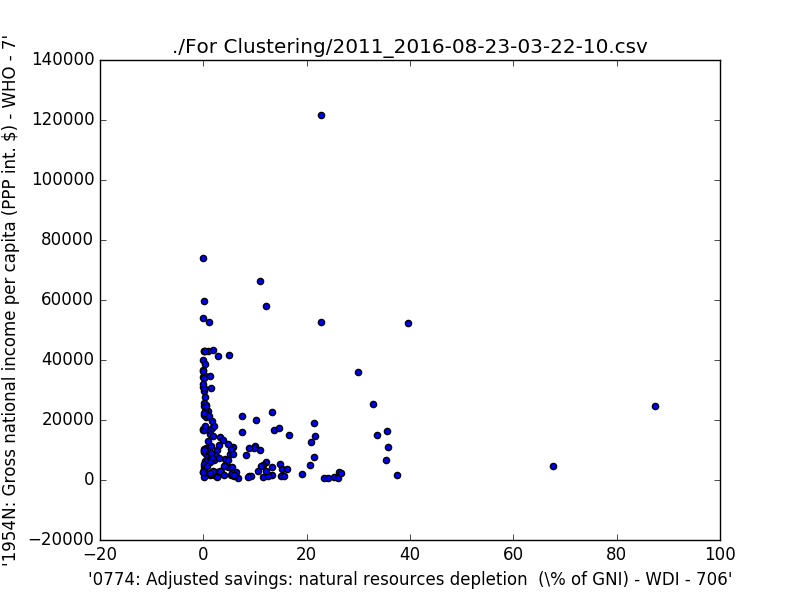 ./For Clustering/2011_2016-08-23-03-22-10.csv
'1954N: Gross national income per capita (PPP int. $) - WHO - 7'
140000
120000
100000
80000
60000
40000
20000
0
−20000
−20 0 20 40 60 80 100
'0774: Adjusted savings: natural resources depletion  (\% of GNI) - WDI - 706'